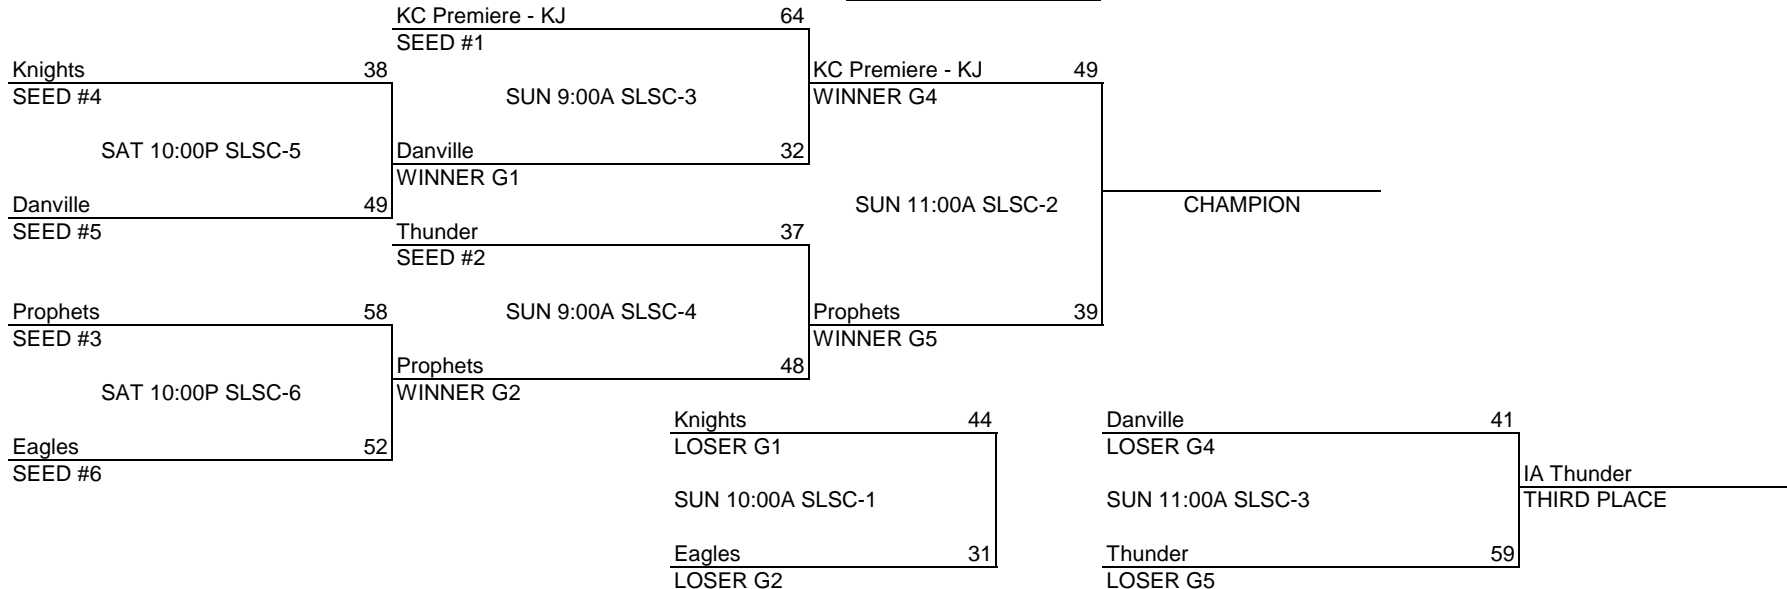 KC Premiere - KJ 64
SEED #1
Knights 38
SEED #4
KC Premiere - KJ 49
WINNER G4
SUN 9:00A SLSC-3
SAT 10:00P SLSC-5
Danville 32
WINNER G1
Danville 49
SEED #5
SUN 11:00A SLSC-2
CHAMPION
Thunder 37
SEED #2
Prophets 58
SEED #3
SUN 9:00A SLSC-4
Prophets 39
WINNER G5
Prophets 48
WINNER G2
SAT 10:00P SLSC-6
Knights 44
LOSER G1
Danville 41
LOSER G4
Eagles 52
SEED #6
IA Thunder
THIRD PLACE
SUN 10:00A SLSC-1
SUN 11:00A SLSC-3
Eagles 31
LOSER G2
Thunder 59
LOSER G5